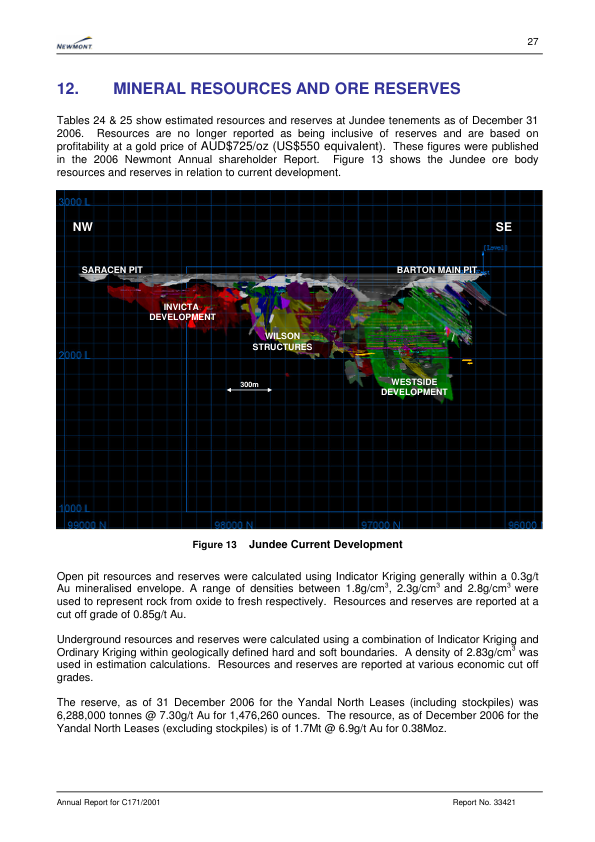 NEWMONT
27
12. MINERAL RESOURCES AND ORE RESERVES
Tables 24 & 25 show estimated resources and reserves at Jundee tenements as of December 31
2006. Resources are no longer reported as being inclusive of reserves and are based on
profitability at a gold price of AUD$725/oz (US$550 equivalent). These figures were published
in the 2006 Newmont Annual shareholder Report. Figure 13 shows the Jundee ore body
resources and reserves in relation to current development.
3000 L
NW
SE
(level)
SARACEN PIT
BARTON MAIN PIT
INVICTA
DEVELOPMENT
WILSON
STRUCTURES
2000 L
WESTSIDE
DEVELOPMENT
300m
1000 L
99000 N
98000 N
97000 N
96000 N
Figure 13 Jundee Current Development
Open pit resources and reserves were calculated using Indicator Kriging generally within a 0.3g/t
Au mineralised envelope. A range of densities between 1.8g/cm³, 2.3g/cm³ and 2.8g/cm³ were
used to represent rock from oxide to fresh respectively. Resources and reserves are reported at a
cut off grade of 0.85g/t Au.
Underground resources and reserves were calculated using a combination of Indicator Kriging and
Ordinary Kriging within geologically defined hard and soft boundaries. A density of 2.83g/cm³ was
used in estimation calculations. Resources and reserves are reported at various economic cut off
grades.
The reserve, as of 31 December 2006 for the Yandal North Leases (including stockpiles) was
6,288,000 tonnes @ 7.30g/t Au for 1,476,260 ounces. The resource, as of December 2006 for the
Yandal North Leases (excluding stockpiles) is of 1.7Mt @ 6.9g/t Au for 0.38Moz.
Annual Report for C171/2001
Report No. 33421